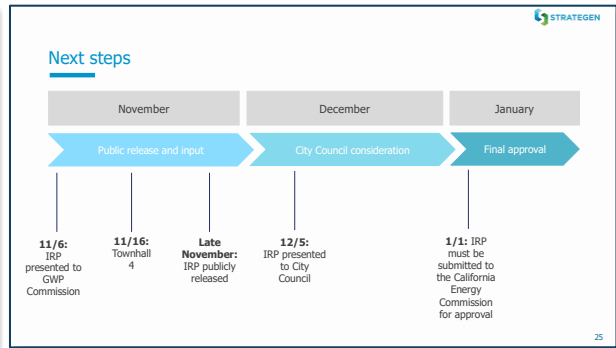 STRATEGEN
Next steps
November
December
January
Public release and input
City Council consideration
Final approval
11/6:
IRP
presented to
GWP
Commission
11/16:
Townhall
4
Late
November:
IRP publicly
released
12/5:
IRP presented
to City
Council
1/1: IRP
must be
submitted to
the California
Energy
Commission
for approval
25